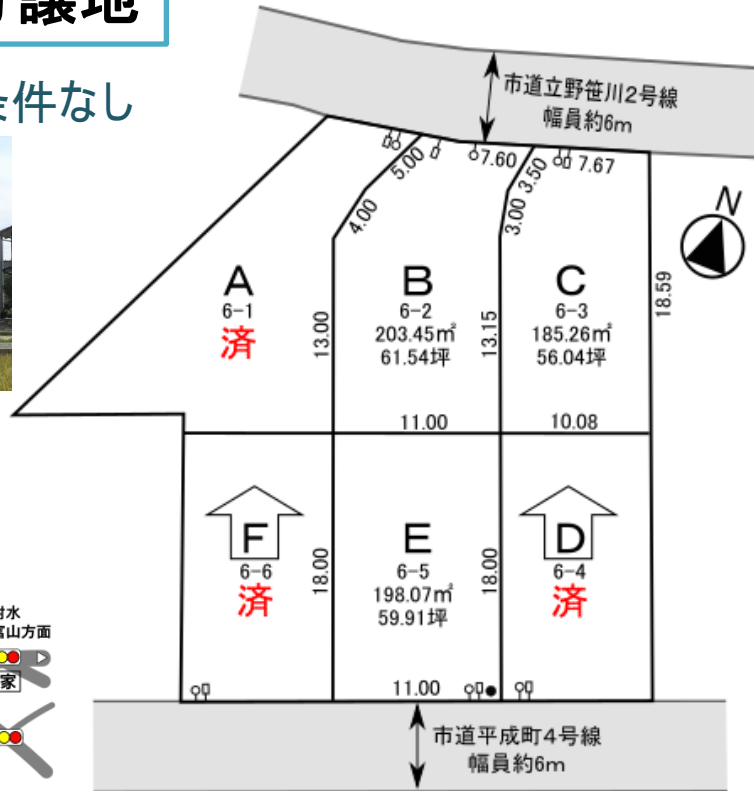 譲地
件なし
市道立野笹川2号線
幅員約6m
N
5.00
7.60
3.50
7.67
4.00
3.00
A
6-1
済
B
6-2
203.45㎡
61.54坪
C
6-3
185.26㎡
56.04坪
13.00
13.15
18.59
11.00
10.08
F
6-6
済
E
6-5
198.07㎡
59.91坪
D
6-4
済
18.00
18.00
11.00
水
富山方面
家
市道平成町4号線
幅員約6m